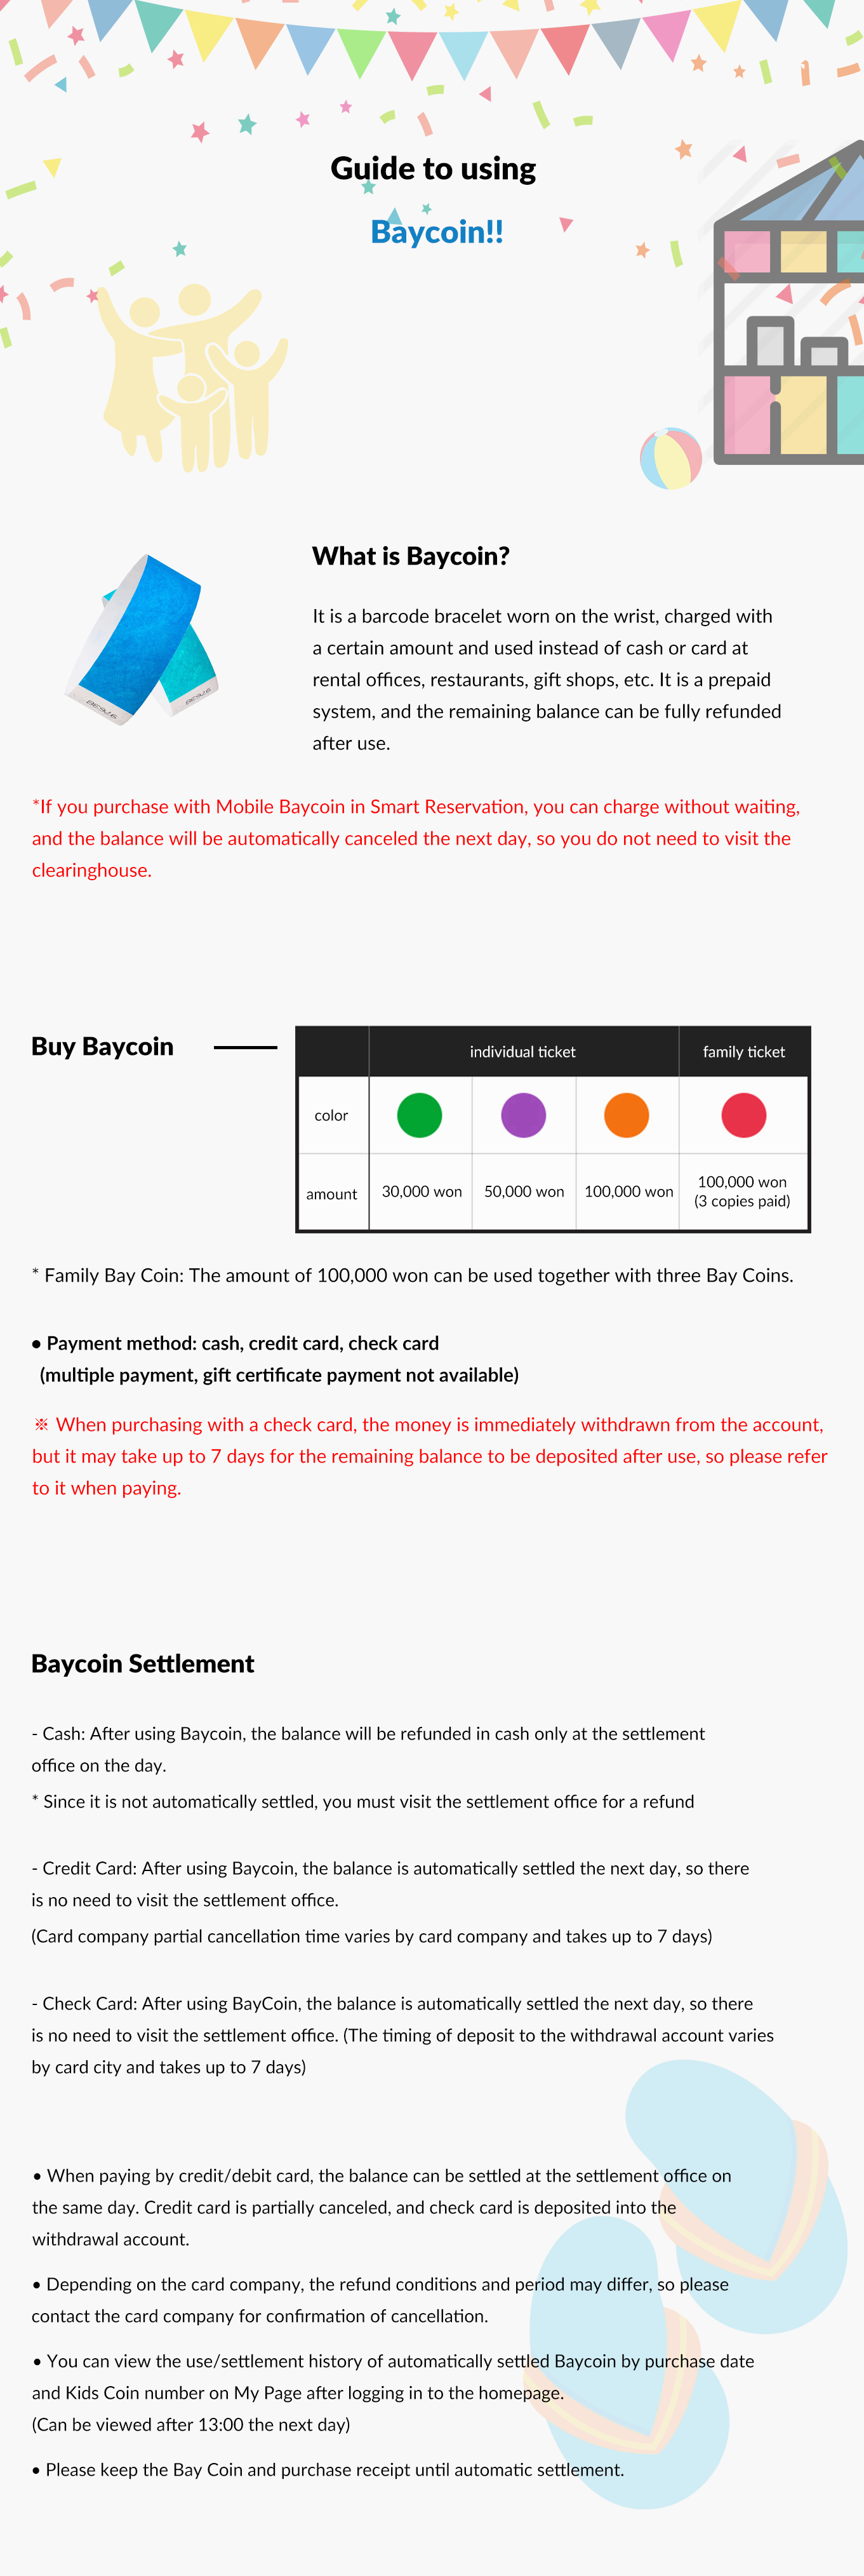 Guide to using
Baycoin!!
What is Baycoin?
It is a barcode bracelet worn on the wrist, charged with
a certain amount and used instead of cash or card at
rental offices, restaurants, gift shops, etc. It is a prepaid
system, and the remaining balance can be fully refunded
after use.
*If you purchase with Mobile Baycoin in Smart Reservation, you can charge without waiting,
and the balance will be automatically canceled the next day, so you do not need to visit the
clearinghouse.
Buy Baycoin
individual ticket family ticket
color
amount 30,000 won 50,000 won 100,000 won 100,000 won
(3 copies paid)
* Family Bay Coin: The amount of 100,000 won can be used together with three Bay Coins.
• Payment method: cash, credit card, check card
(multiple payment, gift certificate payment not available)
※ When purchasing with a check card, the money is immediately withdrawn from the account,
but it may take up to 7 days for the remaining balance to be deposited after use, so please refer
to it when paying.
Baycoin Settlement
- Cash: After using Baycoin, the balance will be refunded in cash only at the settlement
office on the day.
* Since it is not automatically settled, you must visit the settlement office for a refund
- Credit Card: After using Baycoin, the balance is automatically settled the next day, so there
is no need to visit the settlement office.
(Card company partial cancellation time varies by card company and takes up to 7 days)
- Check Card: After using BayCoin, the balance is automatically settled the next day, so there
is no need to visit the settlement office. (The timing of deposit to the withdrawal account varies
by card city and takes up to 7 days)
• When paying by credit/debit card, the balance can be settled at the settlement office on
the same day. Credit card is partially canceled, and check card is deposited into the
withdrawal account.
• Depending on the card company, the refund conditions and period may differ, so please
contact the card company for confirmation of cancellation.
• You can view the use/settlement history of automatically settled Baycoin by purchase date
and Kids Coin number on My Page after logging in to the homepage.
(Can be viewed after 13:00 the next day)
• Please keep the Bay Coin and purchase receipt until automatic settlement.